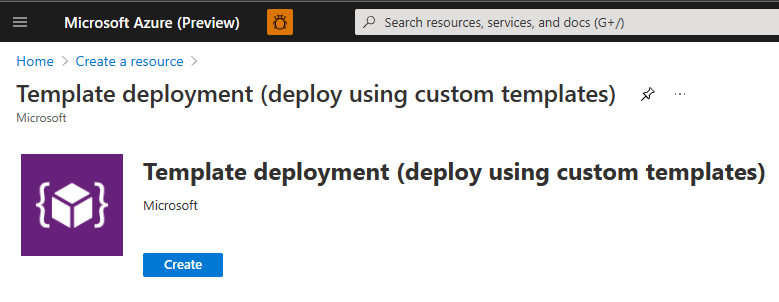 Microsoft Azure (Preview)
Search resources, services, and docs (G+/)
Home > Create a resource >
Template deployment (deploy using custom templates)
Microsoft
Template deployment (deploy using custom templates)
Microsoft
Create